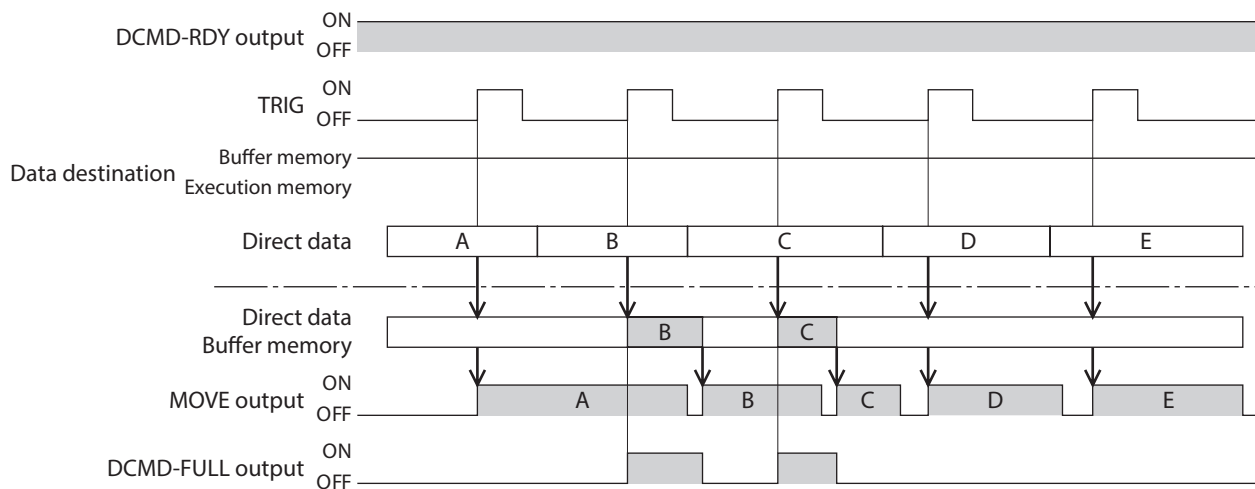 ON
DCMD-RDY output
OFF
ON
TRIG
OFF
Buffer memory
Data destination
Execution memory
Direct data A B C D E
Direct data
Buffer memory
B C
ON
MOVE output
OFF
A B C D E
ON
DCMD-FULL output
OFF